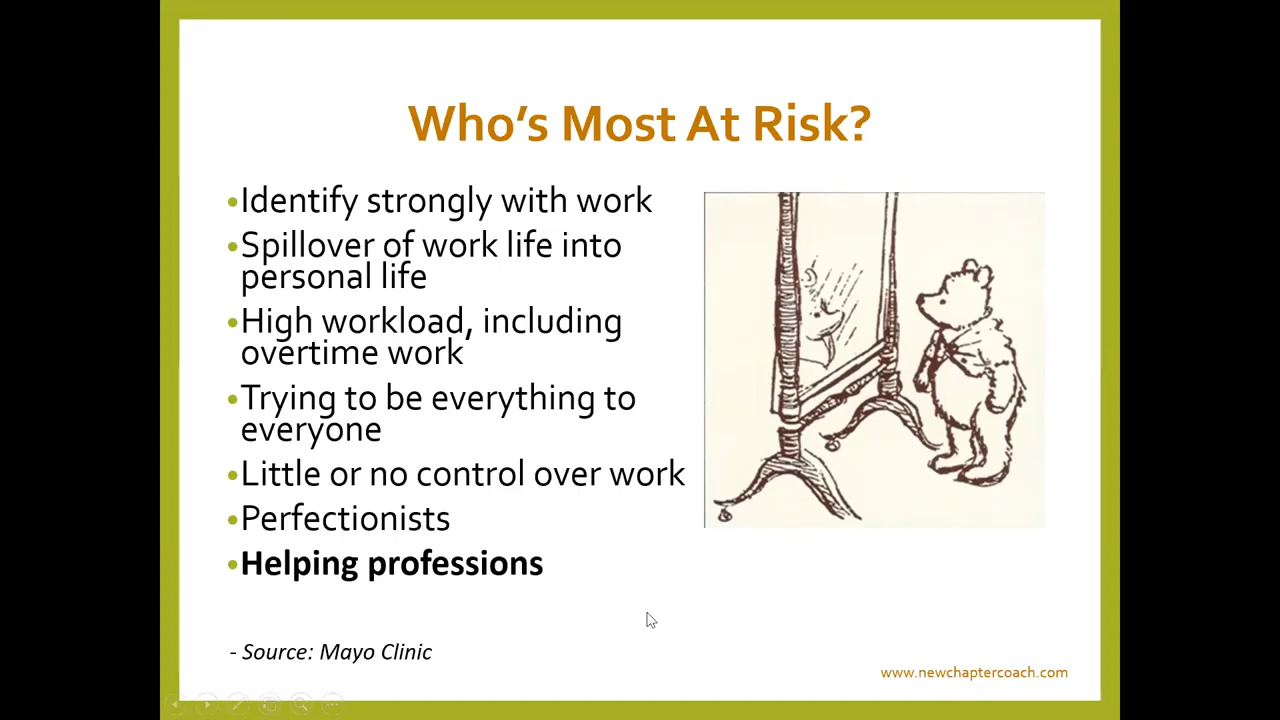 Who's Most At Risk?
•Identify strongly with work
•Spillover of work life into
personal life
•High workload, including
overtime work
•Trying to be everything to
everyone
•Little or no control over work
•Perfectionists
•Helping professions
- Source: Mayo Clinic
www.newchaptercoach.com